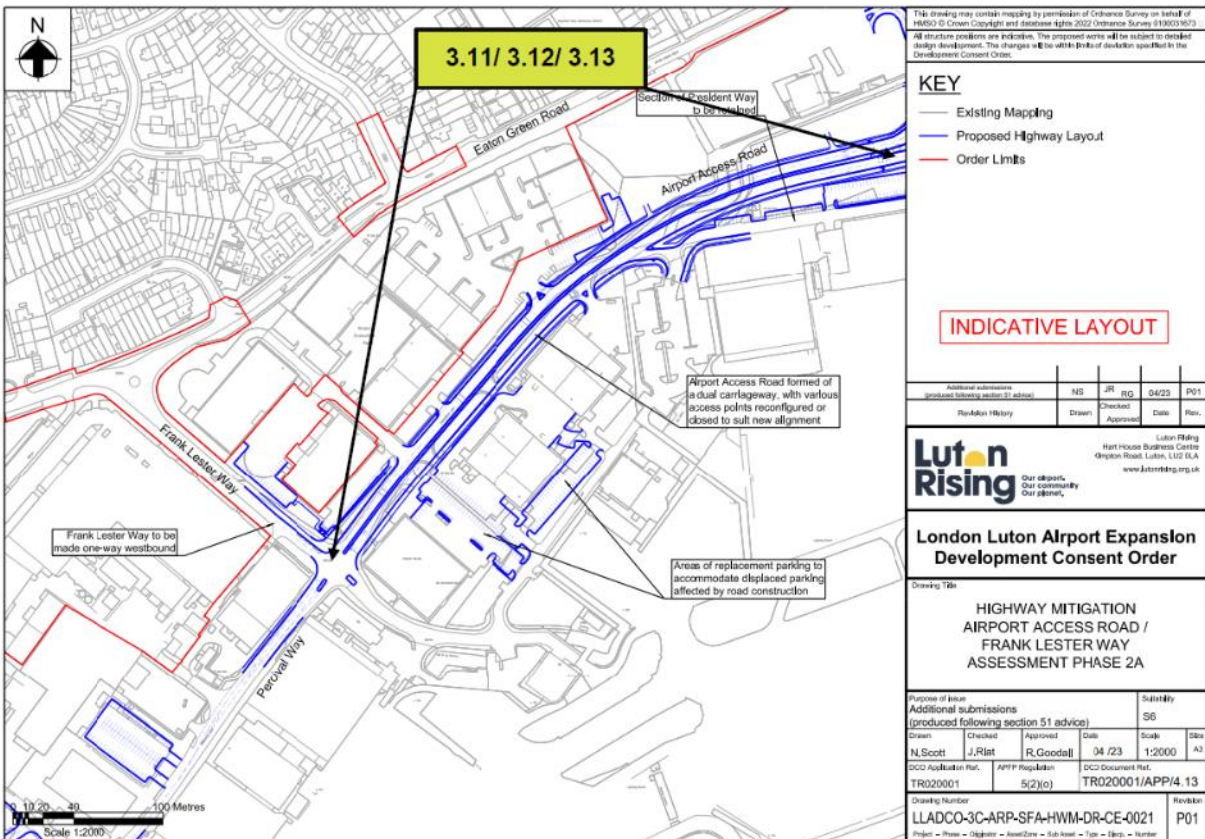 N
3.11/ 3.12/ 3.13
Section of President Way
to be retained
Eaton Green Road
Airport Access Road
Airport Access Road formed of
a dual carriageway, with various
access points reconfigured or
closed to suit new alignment
Frank Lester Way
Frank Lester Way to be
made one-way westbound
Areas of replacement parking to
accommodate displaced parking
affected by road construction
Percival Way
0 10 20 40 100 Metres
Scale 1:2000
This drawing may contain mapping by permission of Ordnance Survey on behalf of
HMSO © Crown Copyright and database rights 2022 Ordnance Survey 0100031673
All structure positions are indicative. The proposed works will be subject to detailed
design development. The changes will be within limits of deviation specified in the
Development Consent Order.
KEY
Existing Mapping
Proposed Highway Layout
Order Limits
INDICATIVE LAYOUT
Additional submissions
(produced following section 51 advice)
NS JR RG 04/23 P01
Revision History Drawn Checked Approved Date Rev.
Luton Rising
Our airport.
Our community
Our planet.
Luton Rising
Hart House Business Centre
Kimpton Road, Luton, LU2 0LA
www.lutonrising.org.uk
London Luton Airport Expansion
Development Consent Order
Drawing Title
HIGHWAY MITIGATION
AIRPORT ACCESS ROAD /
FRANK LESTER WAY
ASSESSMENT PHASE 2A
Purpose of issue Suitability
Additional submissions
(produced following section 51 advice) S6
Drawn Checked Approved Date Scale Size
N.Scott J.Riat R.Goodall 04 /23 1:2000 A3
DCO Application Ref. APFP Regulation DCO Document Ref.
TR020001 5(2)(o) TR020001/APP/4.13
Drawing Number Revision
LLADCO-3C-ARP-SFA-HWM-DR-CE-0021 P01
Project – Phase – Originator – Asset/Zone – Sub Asset – Type – Discp. – Number